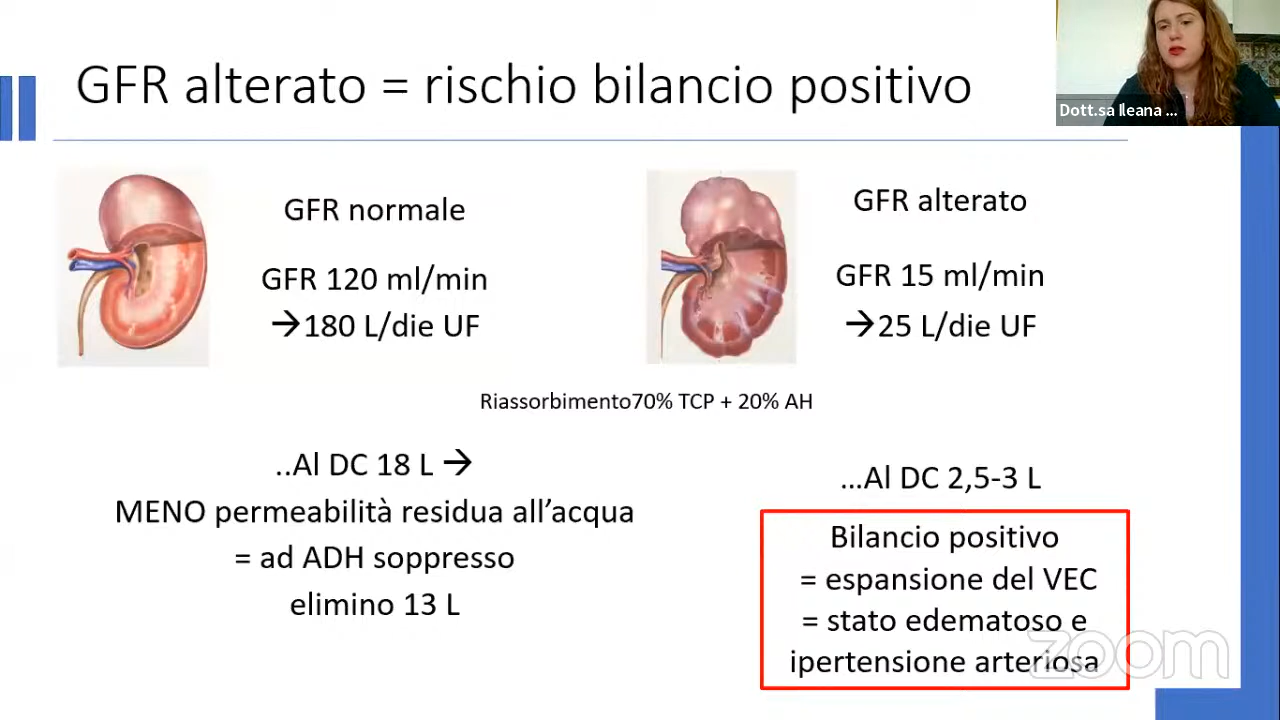 GFR alterato = rischio bilancio positivo
Dott.sa Ileana ...
GFR normale
GFR 120 ml/min
→180 L/die UF
GFR alterato
GFR 15 ml/min
→25 L/die UF
Riassorbimento70% TCP + 20% AH
..Al DC 18 L →
MENO permeabilità residua all’acqua
= ad ADH soppresso
elimino 13 L
...Al DC 2,5-3 L
Bilancio positivo
= espansione del VEC
= stato edematoso e
ipertensione arteriosa
zoom